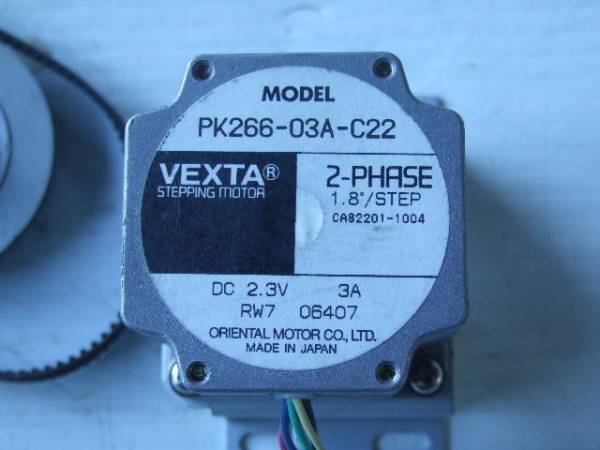 MODEL
PK266-03A-C22
VEXTA®
STEPPING MOTOR
2-PHASE
1.8°/STEP
CA82201-1004
DC 2.3V 3A
RW7 06407
ORIENTAL MOTOR CO., LTD.
MADE IN JAPAN